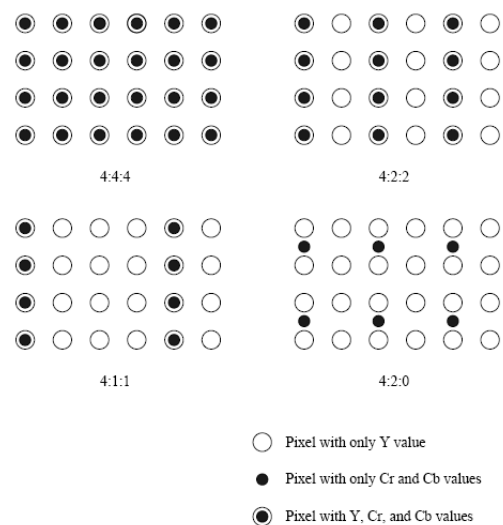 4:4:4
4:2:2
4:1:1
4:2:0
Pixel with only Y value
Pixel with only Cr and Cb values
Pixel with Y, Cr, and Cb values